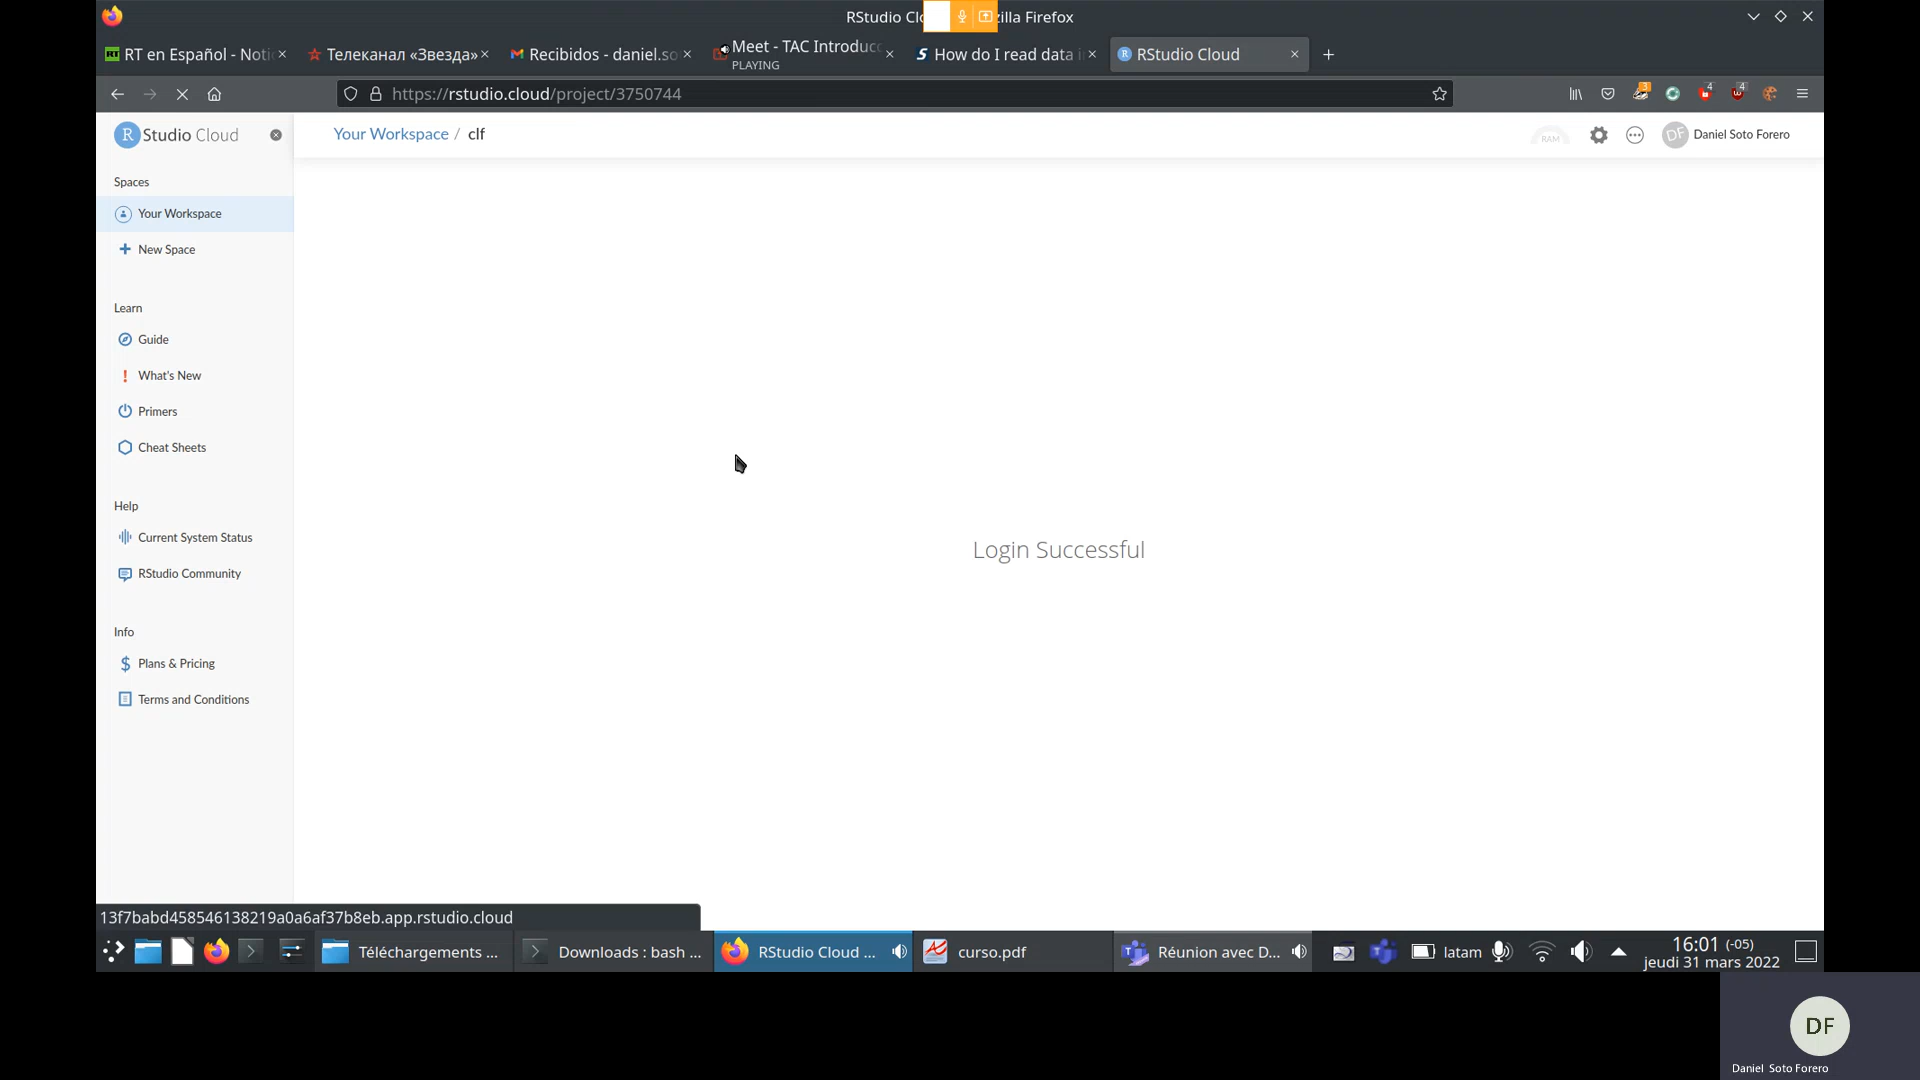 RStudio Clo
zilla Firefox
RT en Español - Noti
Телеканал «Звезда»
Recibidos - daniel.so
Meet - TAC Introduc
PLAYING
How do I read data i
RStudio Cloud
https://rstudio.cloud/project/3750744
R Studio Cloud
Your Workspace / clf
RAM
DF Daniel Soto Forero
Spaces
Your Workspace
New Space
Learn
Guide
What's New
Primers
Cheat Sheets
Help
Current System Status
RStudio Community
Info
Plans & Pricing
Terms and Conditions
Login Successful
13f7babd458546138219a0a6af37b8eb.app.rstudio.cloud
Téléchargements ...
Downloads : bash ...
RStudio Cloud ...
curso.pdf
Réunion avec D...
latam
16:01 (-05)
jeudi 31 mars 2022
DF
Daniel Soto Forero